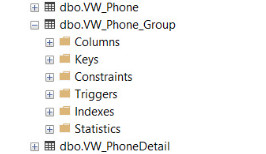 dbo.VW_Phone
dbo.VW_Phone_Group
Columns
Keys
Constraints
Triggers
Indexes
Statistics
dbo.VW_PhoneDetail